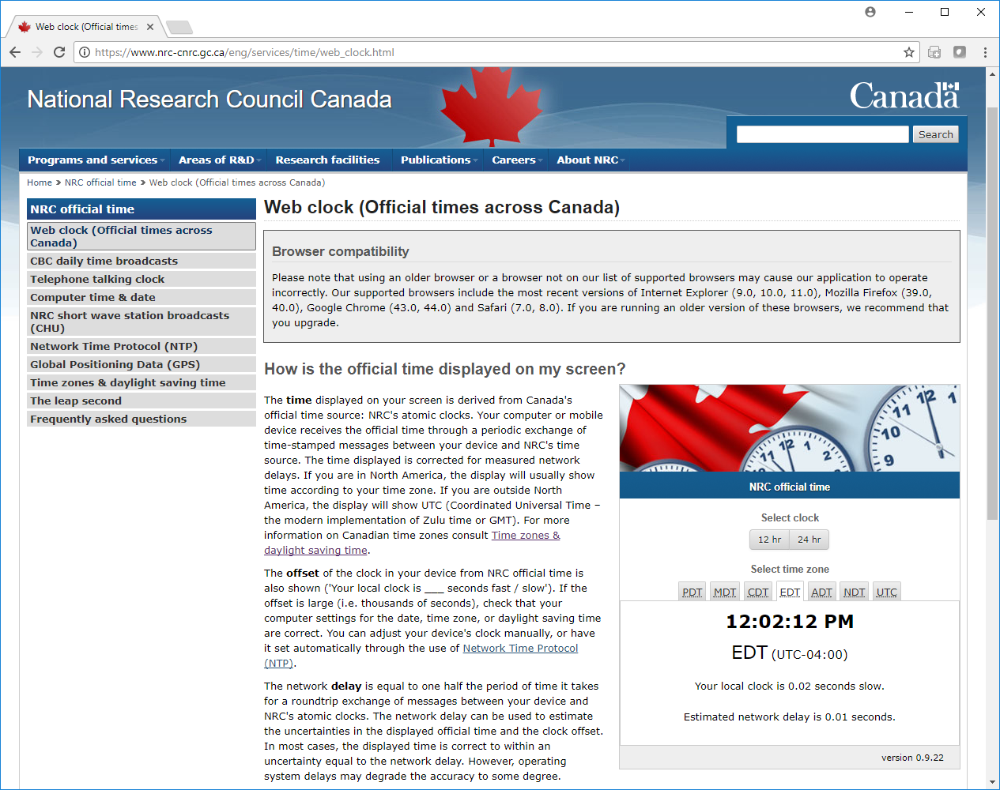 Web clock (Official times
https://www.nrc-cnrc.gc.ca/eng/services/time/web_clock.html
National Research Council Canada
Canada
Search
Programs and services
Areas of R&D
Research facilities
Publications
Careers
About NRC
Home > NRC official time > Web clock (Official times across Canada)
NRC official time
Web clock (Official times across
Canada)
CBC daily time broadcasts
Telephone talking clock
Computer time & date
NRC short wave station broadcasts
(CHU)
Network Time Protocol (NTP)
Global Positioning Data (GPS)
Time zones & daylight saving time
The leap second
Frequently asked questions
Web clock (Official times across Canada)
Browser compatibility
Please note that using an older browser or a browser not on our list of supported browsers may cause our application to operate
incorrectly. Our supported browsers include the most recent versions of Internet Explorer (9.0, 10.0, 11.0), Mozilla Firefox (39.0,
40.0), Google Chrome (43.0, 44.0) and Safari (7.0, 8.0). If you are running an older version of these browsers, we recommend that
you upgrade.
How is the official time displayed on my screen?
The time displayed on your screen is derived from Canada's
official time source: NRC's atomic clocks. Your computer or mobile
device receives the official time through a periodic exchange of
time-stamped messages between your device and NRC's time
source. The time displayed is corrected for measured network
delays. If you are in North America, the display will usually show
time according to your time zone. If you are outside North
America, the display will show UTC (Coordinated Universal Time –
the modern implementation of Zulu time or GMT). For more
information on Canadian time zones consult Time zones &
daylight saving time.
The offset of the clock in your device from NRC official time is
also shown ('Your local clock is ___ seconds fast / slow'). If the
offset is large (i.e. thousands of seconds), check that your
computer settings for the date, time zone, or daylight saving time
are correct. You can adjust your device's clock manually, or have
it set automatically through the use of Network Time Protocol
(NTP).
The network delay is equal to one half the period of time it takes
for a roundtrip exchange of messages between your device and
NRC's atomic clocks. The network delay can be used to estimate
the uncertainties in the displayed official time and the clock offset.
In most cases, the displayed time is correct to within an
uncertainty equal to the network delay. However, operating
system delays may degrade the accuracy to some degree.
11 12 1 2
9 10 11 12 1
NRC official time
Select clock
12 hr 24 hr
Select time zone
PDT MDT CDT EDT ADT NDT UTC
12:02:12 PM
EDT (UTC-04:00)
Your local clock is 0.02 seconds slow.
Estimated network delay is 0.01 seconds.
version 0.9.22